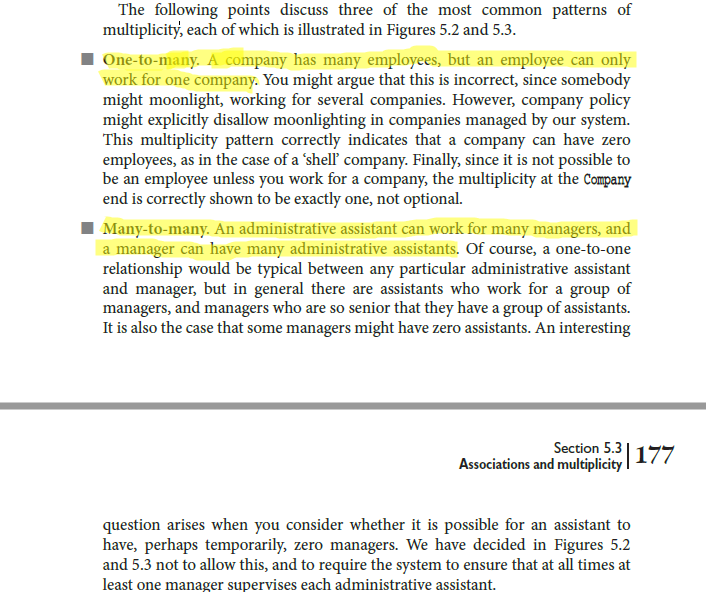 The following points discuss three of the most common patterns of
multiplicity, each of which is illustrated in Figures 5.2 and 5.3.
One-to-many. A company has many employees, but an employee can only
work for one company. You might argue that this is incorrect, since somebody
might moonlight, working for several companies. However, company policy
might explicitly disallow moonlighting in companies managed by our system.
This multiplicity pattern correctly indicates that a company can have zero
employees, as in the case of a ‘shell’ company. Finally, since it is not possible to
be an employee unless you work for a company, the multiplicity at the Company
end is correctly shown to be exactly one, not optional.
Many-to-many. An administrative assistant can work for many managers, and
a manager can have many administrative assistants. Of course, a one-to-one
relationship would be typical between any particular administrative assistant
and manager, but in general there are assistants who work for a group of
managers, and managers who are so senior that they have a group of assistants.
It is also the case that some managers might have zero assistants. An interesting
Section 5.3
Associations and multiplicity 177
question arises when you consider whether it is possible for an assistant to
have, perhaps temporarily, zero managers. We have decided in Figures 5.2
and 5.3 not to allow this, and to require the system to ensure that at all times at
least one manager supervises each administrative assistant.